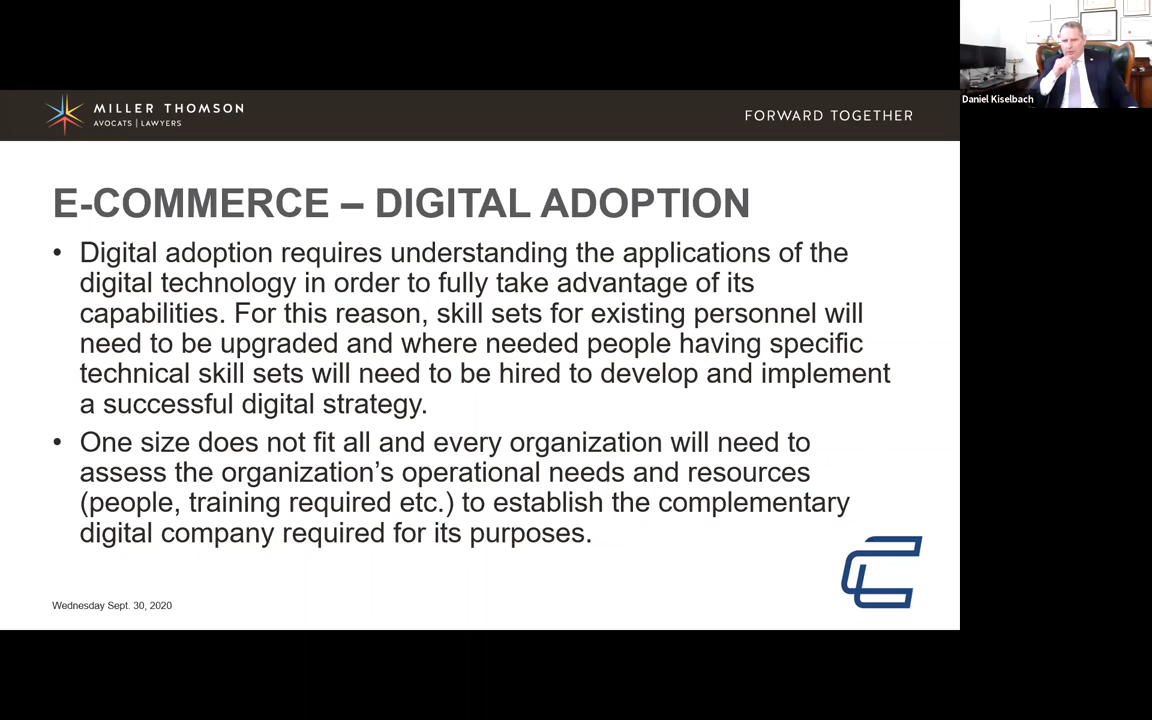 MILLER THOMSON
AVOCATS | LAWYERS
FORWARD TOGETHER
Daniel Kiselbach
E-COMMERCE – DIGITAL ADOPTION
• Digital adoption requires understanding the applications of the
digital technology in order to fully take advantage of its
capabilities. For this reason, skill sets for existing personnel will
need to be upgraded and where needed people having specific
technical skill sets will need to be hired to develop and implement
a successful digital strategy.
• One size does not fit all and every organization will need to
assess the organization’s operational needs and resources
(people, training required etc.) to establish the complementary
digital company required for its purposes.
Wednesday Sept. 30, 2020